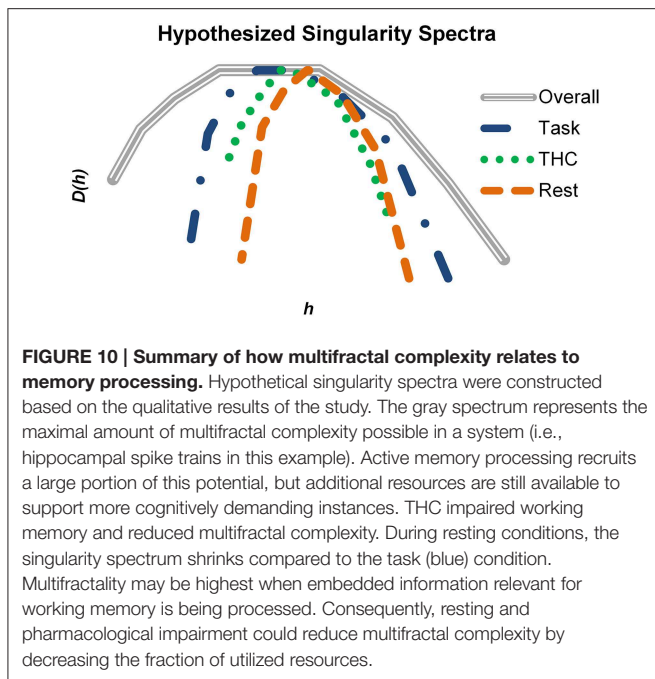 Hypothesized Singularity Spectra
Overall
Task
THC
Rest
D(h)
h
FIGURE 10 | Summary of how multifractal complexity relates to
memory processing. Hypothetical singularity spectra were constructed
based on the qualitative results of the study. The gray spectrum represents the
maximal amount of multifractal complexity possible in a system (i.e.,
hippocampal spike trains in this example). Active memory processing recruits
a large portion of this potential, but additional resources are still available to
support more cognitively demanding instances. THC impaired working
memory and reduced multifractal complexity. During resting conditions, the
singularity spectrum shrinks compared to the task (blue) condition.
Multifractality may be highest when embedded information relevant for
working memory is being processed. Consequently, resting and
pharmacological impairment could reduce multifractal complexity by
decreasing the fraction of utilized resources.